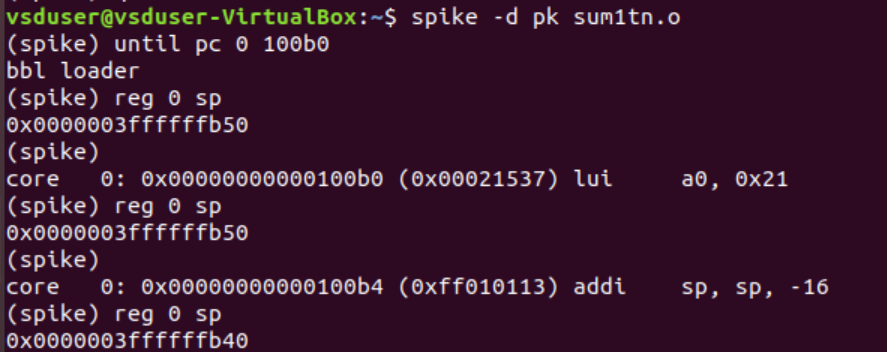 vsduser@vsduser-VirtualBox:~$ spike -d pk sum1tn.o
(spike) until pc 0 100b0
bbl loader
(spike) reg 0 sp
0x0000003ffffffb50
(spike)
core   0: 0x00000000000100b0 (0x00021537) lui     a0, 0x21
(spike) reg 0 sp
0x0000003ffffffb50
(spike)
core   0: 0x00000000000100b4 (0xff010113) addi    sp, sp, -16
(spike) reg 0 sp
0x0000003ffffffb40